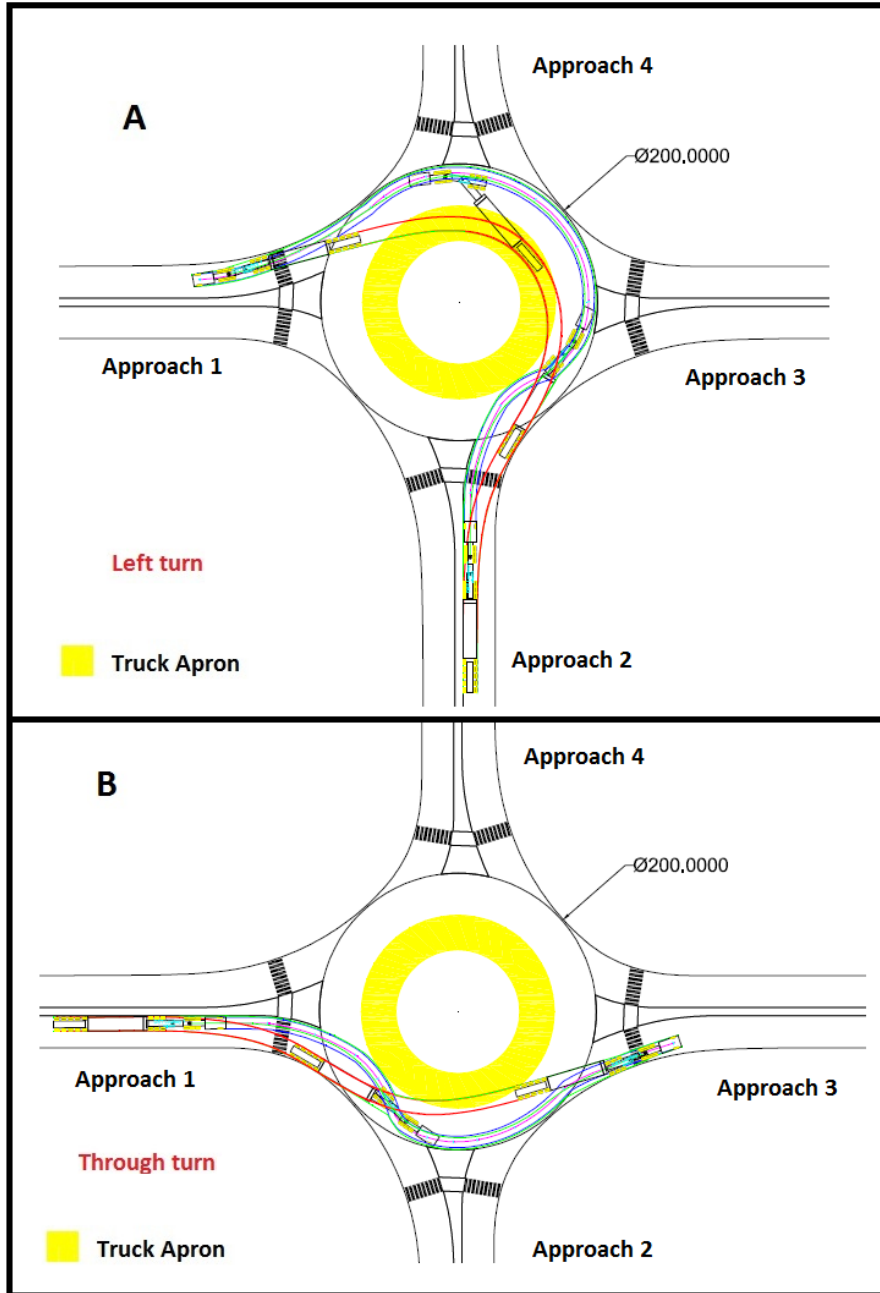 Approach 4
A
Ø200.0000
Approach 1
Approach 3
Left turn
Truck Apron
Approach 2
Approach 4
B
Ø200.0000
Approach 1
Approach 3
Through turn
Truck Apron
Approach 2